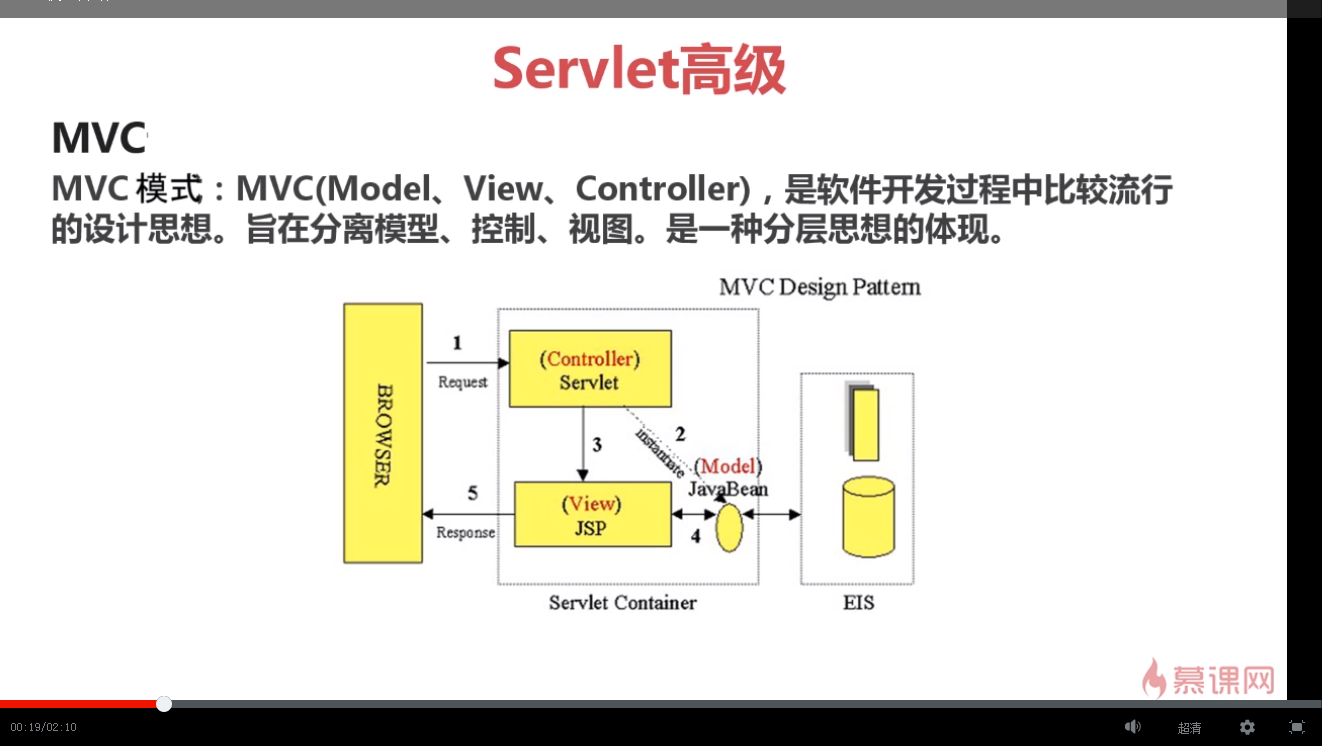 Servlet高级
MVC
MVC 模式：MVC(Model、View、Controller)，是软件开发过程中比较流行
的设计思想。旨在分离模型、控制、视图。是一种分层思想的体现。
MVC Design Pattern
BROWSER
1
Request
(Controller)
Servlet
2
instantiate
3
(Model)
JavaBean
(View)
JSP
4
5
Response
Servlet Container
EIS
慕课网
00:19/02:10
超清